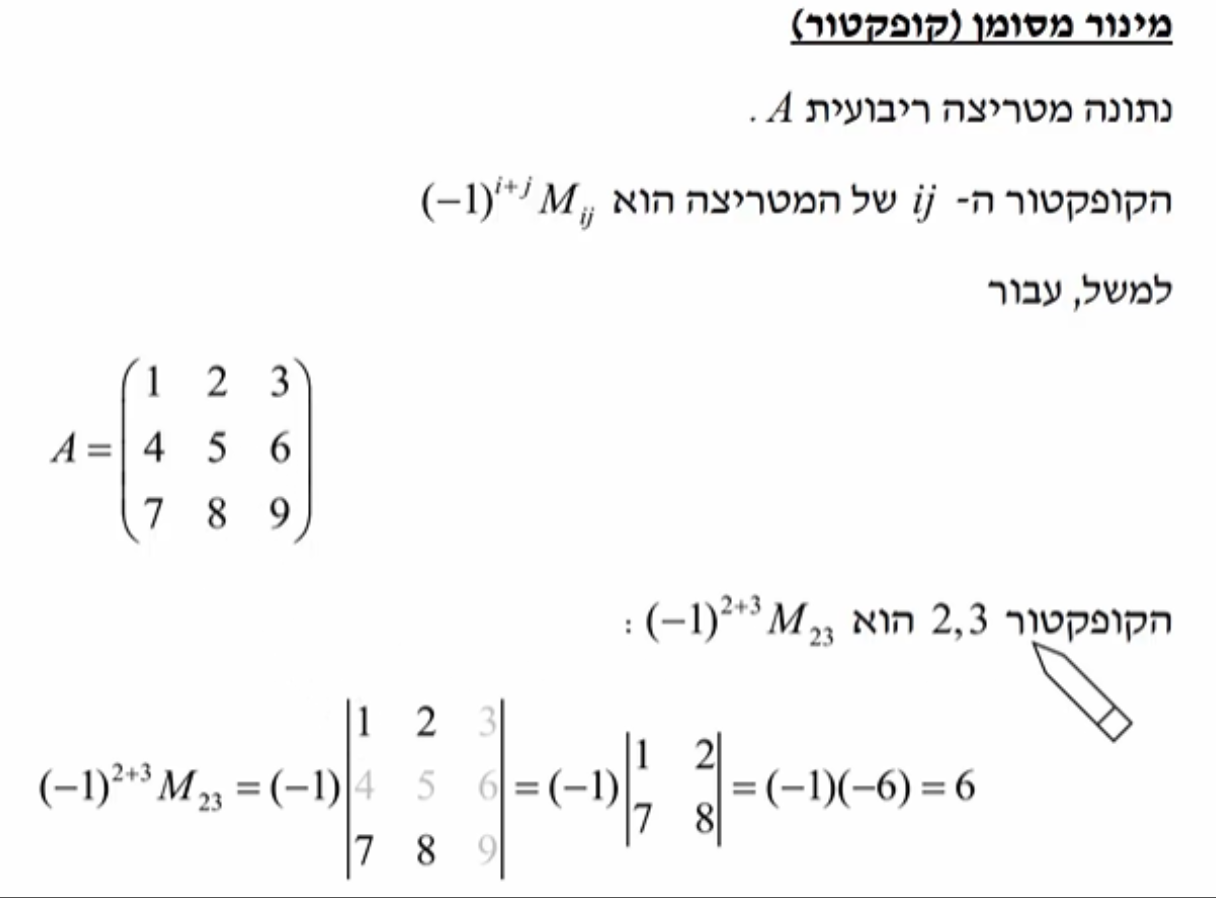 מינור מסומן (קופקטור)
נתונה מטריצה ריבועית A .
הקופקטור ה- ij של המטריצה הוא (−1)^{i+j} M_{ij}
למשל, עבור
A = \begin{pmatrix} 1 & 2 & 3 \\ 4 & 5 & 6 \\ 7 & 8 & 9 \end{pmatrix}
הקופקטור 2,3 הוא (−1)^{2+3} M_{23} :
(−1)^{2+3} M_{23} = (−1) \begin{vmatrix} 1 & 2 & 3 \\ 4 & 5 & 6 \\ 7 & 8 & 9 \end{vmatrix} = (−1) \begin{vmatrix} 1 & 2 \\ 7 & 8 \end{vmatrix} = (−1)(−6) = 6